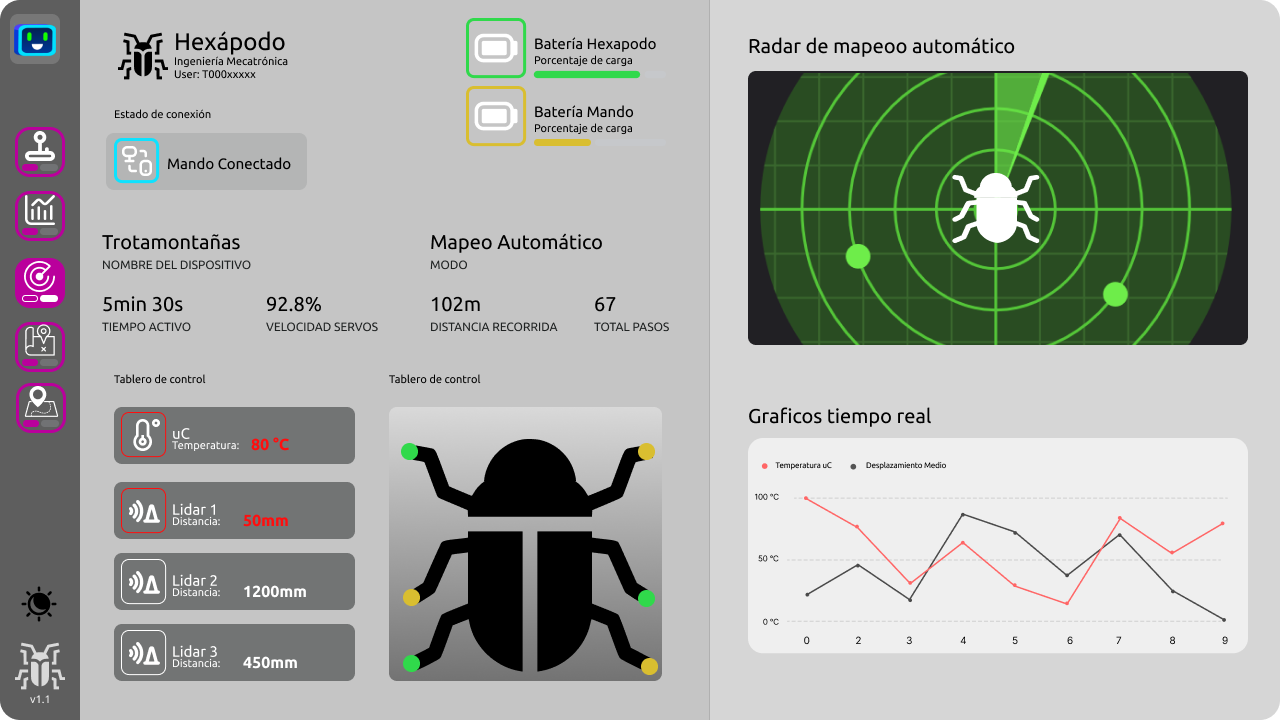 Hexápodo
Ingeniería Mecatrónica
User: T000xxxxx
Batería Hexapodo
Porcentaje de carga
Batería Mando
Porcentaje de carga
Estado de conexión
Mando Conectado
Trotamontañas
NOMBRE DEL DISPOSITIVO
Mapeo Automático
MODO
5min 30s
TIEMPO ACTIVO
92.8%
VELOCIDAD SERVOS
102m
DISTANCIA RECORRIDA
67
TOTAL PASOS
Tablero de control
uC
Temperatura: 80 °C
Lidar 1
Distancia: 50mm
Lidar 2
Distancia: 1200mm
Lidar 3
Distancia: 450mm
Tablero de control
v1.1
Radar de mapeoo automático
Graficos tiempo real
Temperatura uC Desplazamiento Medio
100 °C
50 °C
0 °C
0 2 3 4 5 6 7 8 9